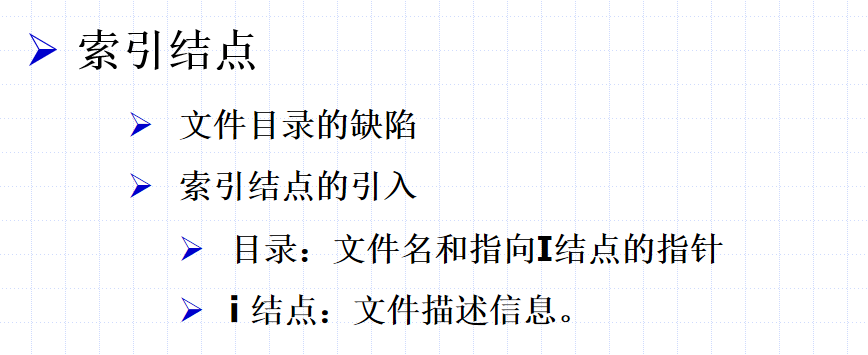 索引结点
文件目录的缺陷
索引结点的引入
目录：文件名和指向I结点的指针
i 结点：文件描述信息。